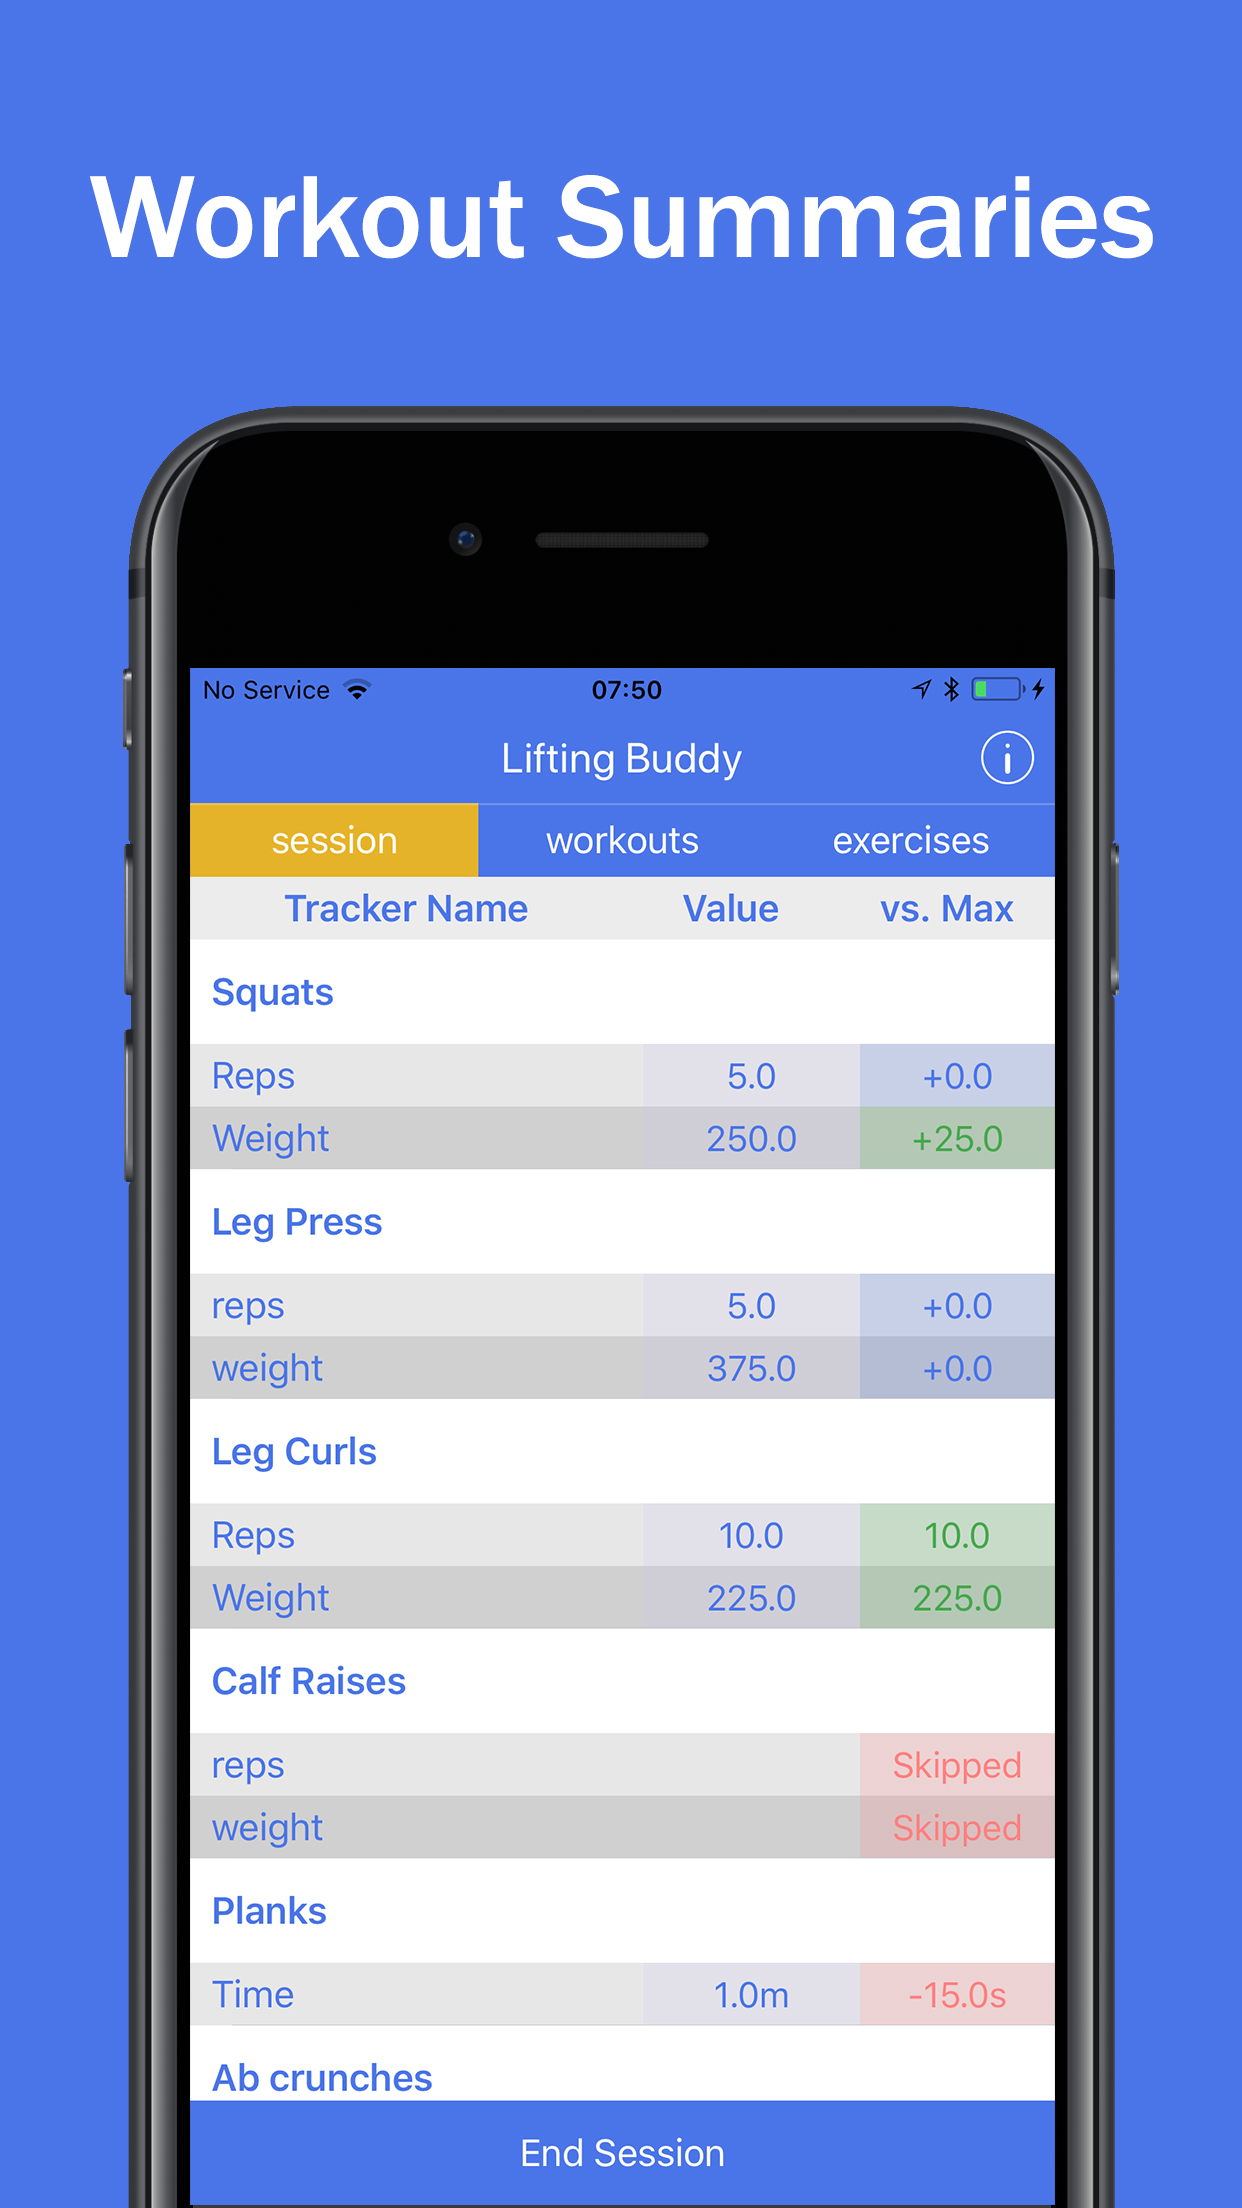 Workout Summaries
No Service 07:50
Lifting Buddy
session workouts exercises
Tracker Name Value vs. Max
Squats
Reps 5.0 +0.0
Weight 250.0 +25.0
Leg Press
reps 5.0 +0.0
weight 375.0 +0.0
Leg Curls
Reps 10.0 10.0
Weight 225.0 225.0
Calf Raises
reps Skipped
weight Skipped
Planks
Time 1.0m -15.0s
Ab crunches
End Session